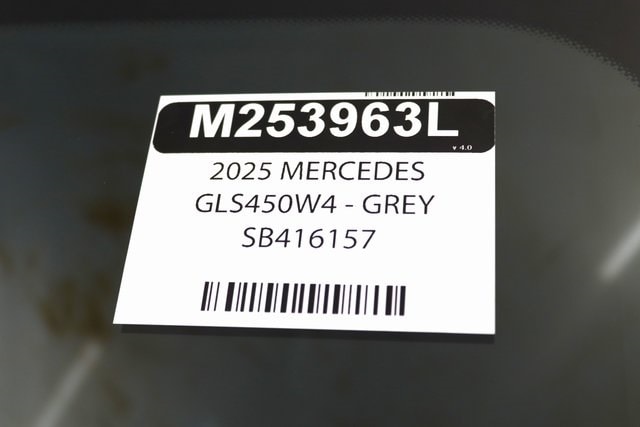 M253963L
v 4.0
2025 MERCEDES
GLS450W4 - GREY
SB416157